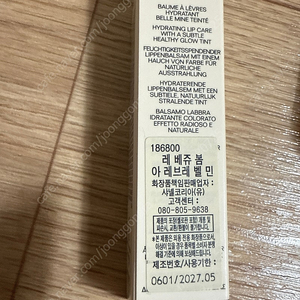 BAUME À LÈVRES
HYDRATANT
BELLE MINE TEINTÉ
HYDRATING LIP CARE
WITH A SUBTLE
HEALTHY GLOW TINT
FEUCHTIGKEITSSPENDENDER
LIPPENBALSAM MIT EINEM
HAUCH VON FARBE FÜR
NATÜRLICHE
AUSSTRAHLUNG
HYDRATERENDE
LIPPENBALSEM MET EEN
SUBTIELE, NATUURLIJK
STRALENDE TINT
BALSAMO LABBRA
IDRATANTE COLORATO
EFFETTO RADIOSO E
NATURALE
186800
레 베쥬 봄
아 레브레 벨 민
화장품책임판매업자 :
샤넬코리아(유)
고객센터 :
080-805-9638
제조번호/사용기한 :
0601/2027.05